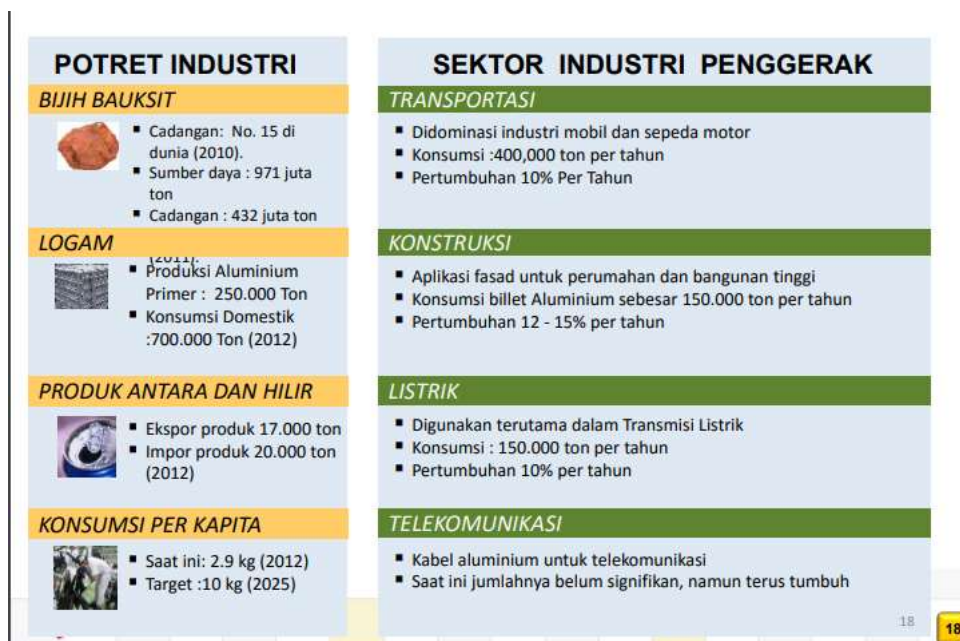 POTRET INDUSTRI
BIJIH BAUKSIT
▪ Cadangan: No. 15 di
dunia (2010).
▪ Sumber daya : 971 juta
ton
▪ Cadangan : 432 juta ton
(2011).
LOGAM
▪ Produksi Aluminium
Primer : 250.000 Ton
▪ Konsumsi Domestik
:700.000 Ton (2012)
PRODUK ANTARA DAN HILIR
▪ Ekspor produk 17.000 ton
▪ Impor produk 20.000 ton
(2012)
KONSUMSI PER KAPITA
▪ Saat ini: 2.9 kg (2012)
▪ Target :10 kg (2025)
SEKTOR INDUSTRI PENGGERAK
TRANSPORTASI
▪ Didominasi industri mobil dan sepeda motor
▪ Konsumsi :400,000 ton per tahun
▪ Pertumbuhan 10% Per Tahun
KONSTRUKSI
▪ Aplikasi fasad untuk perumahan dan bangunan tinggi
▪ Konsumsi billet Aluminium sebesar 150.000 ton per tahun
▪ Pertumbuhan 12 - 15% per tahun
LISTRIK
▪ Digunakan terutama dalam Transmisi Listrik
▪ Konsumsi : 150.000 ton per tahun
▪ Pertumbuhan 10% per tahun
TELEKOMUNIKASI
▪ Kabel aluminium untuk telekomunikasi
▪ Saat ini jumlahnya belum signifikan, namun terus tumbuh
18
18